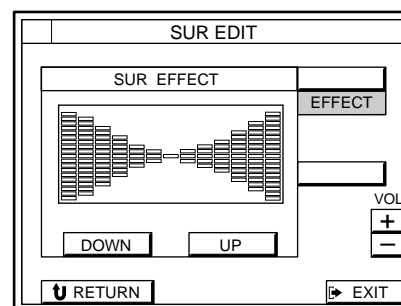 SUR EDIT
SUR EFFECT
EFFECT
VOL
+
DOWN UP
−
RETURN EXIT